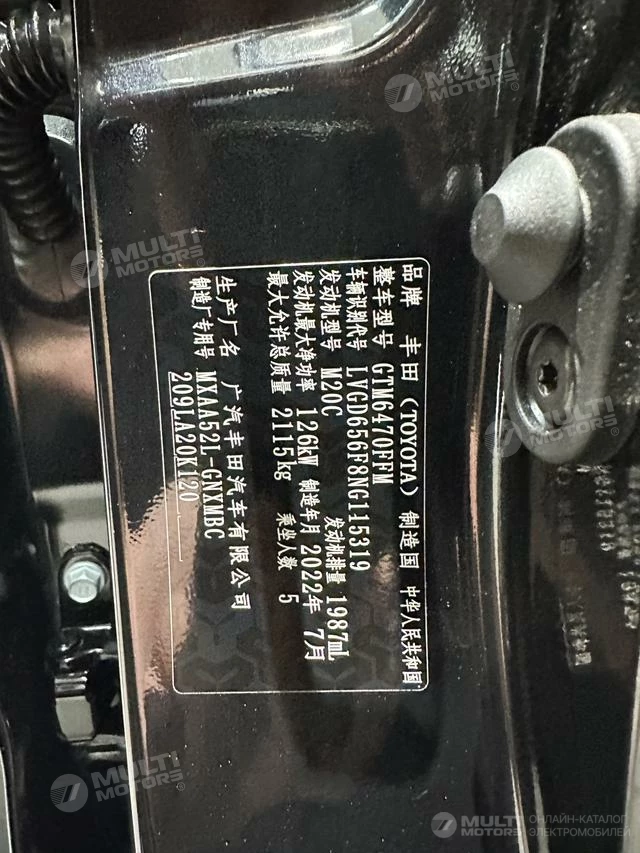 品牌 丰田（TOYOTA） 制造国 中华人民共和国
整车型号 GTM6470FFM
车辆识别代号 LVGD656F8NG115319
发动机型号 M20C 发动机排量 1987mL
发动机最大净功率 126kW 制造年月 2022年 7月
最大允许总质量 2115kg 乘坐人数 5
生产厂名 广汽丰田汽车有限公司
制造厂专用号 MXAA52L-GNXMBC
209LA20K120
MULTI MOTORS®
MULTI MOTORS®
MULTI MOTORS®
MULTI MOTORS®
MULTI MOTORS®
MULTI MOTORS® ОНЛАЙН-КАТАЛОГ ЭЛЕКТРОМОБИЛЕЙ